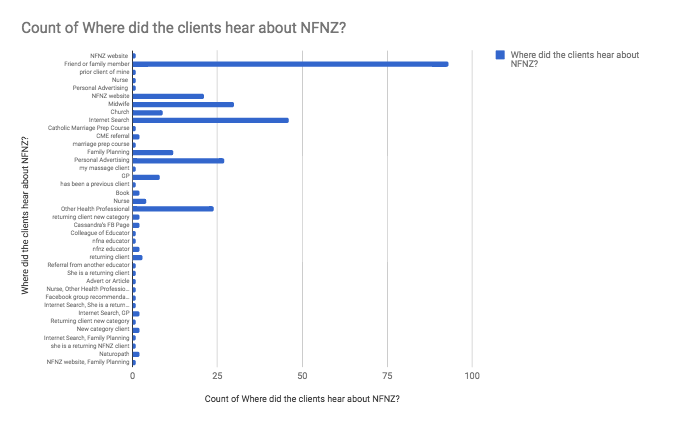 Count of Where did the clients hear about NFNZ?
Where did the clients hear about
NFNZ?
Where did the clients hear about NFNZ?
NFNZ website
Friend or family member
prior client of mine
Nurse
Personal Advertising
NFNZ website
Midwife
Church
Internet Search
Catholic Marriage Prep Course
CME referral
marriage prep course
Family Planning
Personal Advertising
my massage client
GP
has been a previous client
Book
Nurse
Other Health Professional
returning client new category
Cessandra's FB Page
Colleague of Educator
nfna educator
nfnz educator
returning client
Referral from another educator
She is a returning client
Advert or Article
Nurse, Other Health Professio...
Facebook group recommenda...
Internet Search, She is a return...
Internet Search, GP
Returning client new category
New category client
Internet Search, Family Planning
she is a returning NFNZ client
Naturopath
NFNZ website, Family Planning
0 25 50 75 100
Count of Where did the clients hear about NFNZ?